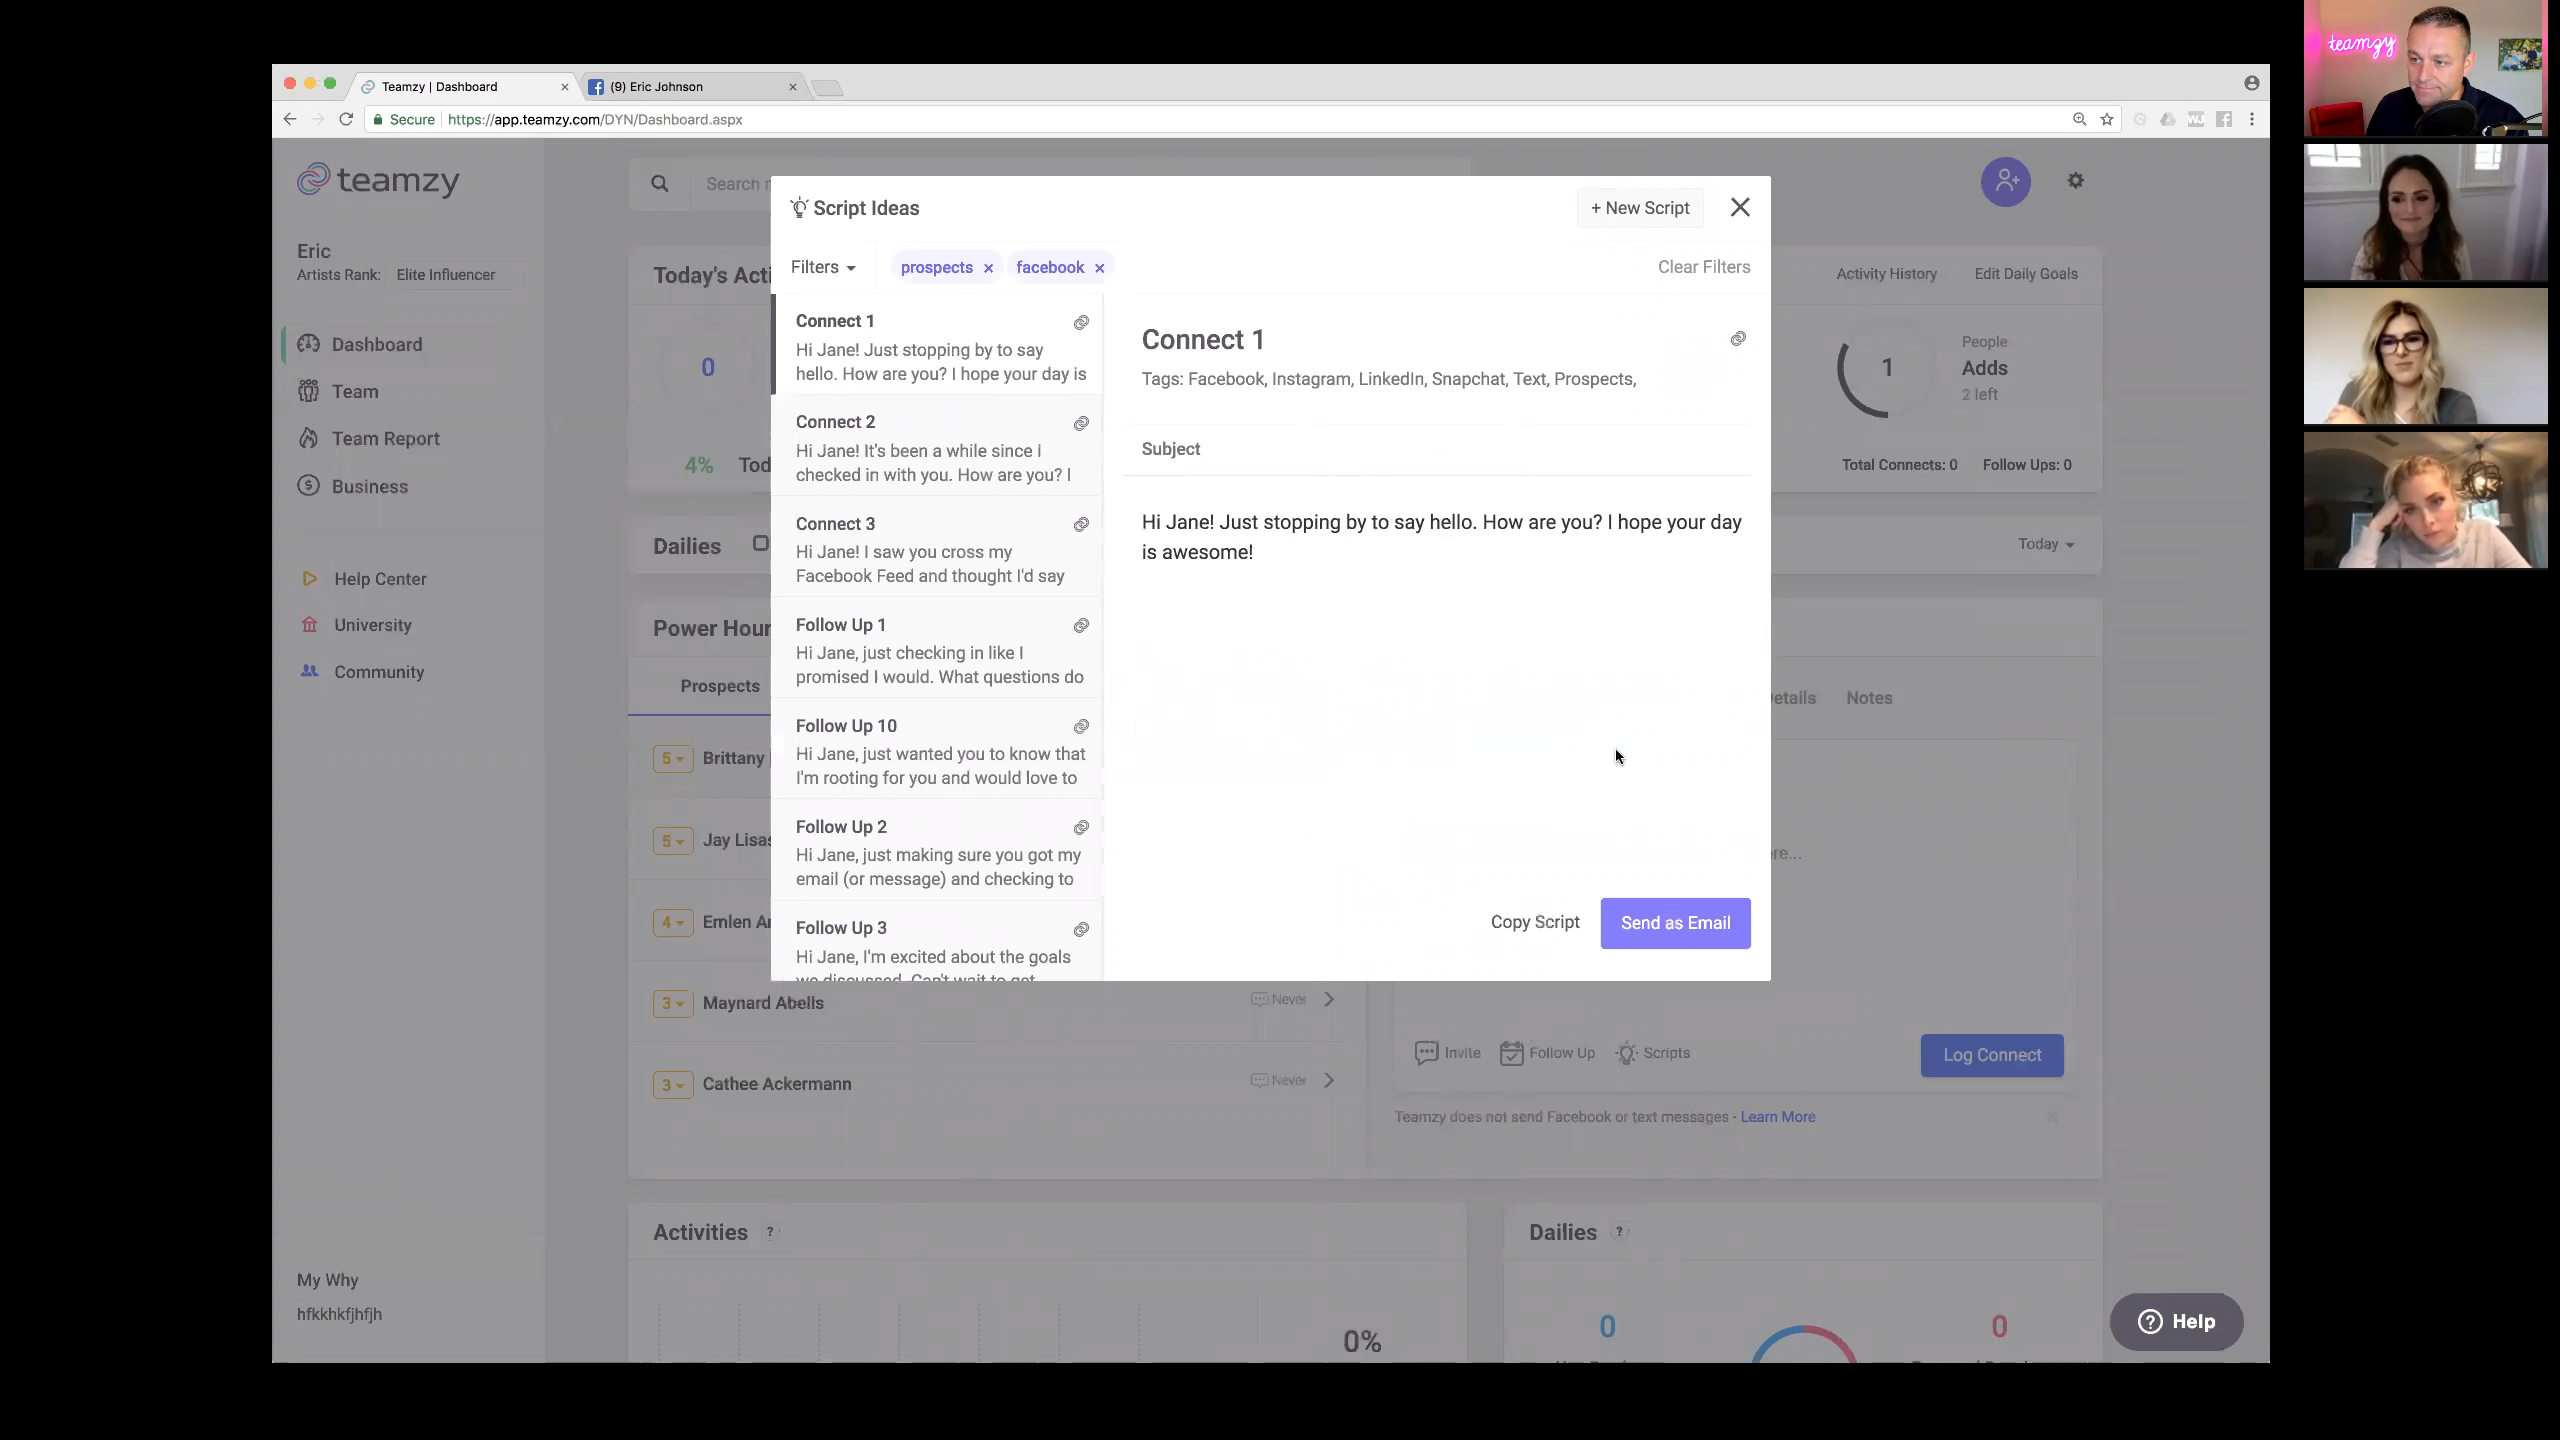 Teamzy | Dashboard
(9) Eric Johnson
Secure
https://app.teamzy.com/DYN/Dashboard.aspx
teamzy
teamzy
Search
Eric
Artists Rank: Elite Influencer
Dashboard
Team
Team Report
Business
Help Center
University
Community
My Why
hfkkhkfjhfjh
Today's Acti
0
4%
Tod
Activity History
Edit Daily Goals
1
People
Adds
2 left
Total Connects: 0
Follow Ups: 0
Dailies
Today
Power Hour
Prospects
5 Brittany
5 Jay Lisas
4 Emlen Ar
3 Maynard Abells
Never
3 Cathee Ackermann
Never
Script Ideas
+ New Script
Filters
prospects
facebook
Clear Filters
Connect 1
Hi Jane! Just stopping by to say
hello. How are you? I hope your day is
Connect 2
Hi Jane! It's been a while since I
checked in with you. How are you? I
Connect 3
Hi Jane! I saw you cross my
Facebook Feed and thought I'd say
Follow Up 1
Hi Jane, just checking in like I
promised I would. What questions do
Follow Up 10
Hi Jane, just wanted you to know that
I'm rooting for you and would love to
Follow Up 2
Hi Jane, just making sure you got my
email (or message) and checking to
Follow Up 3
Hi Jane, I'm excited about the goals
we discussed. Can't wait to get
Connect 1
Tags: Facebook, Instagram, LinkedIn, Snapchat, Text, Prospects,
Subject
Hi Jane! Just stopping by to say hello. How are you? I hope your day
is awesome!
Copy Script
Send as Email
etails
Notes
re...
Invite
Follow Up
Scripts
Log Connect
Teamzy does not send Facebook or text messages - Learn More
Activities ?
0%
Dailies ?
0
0
Help